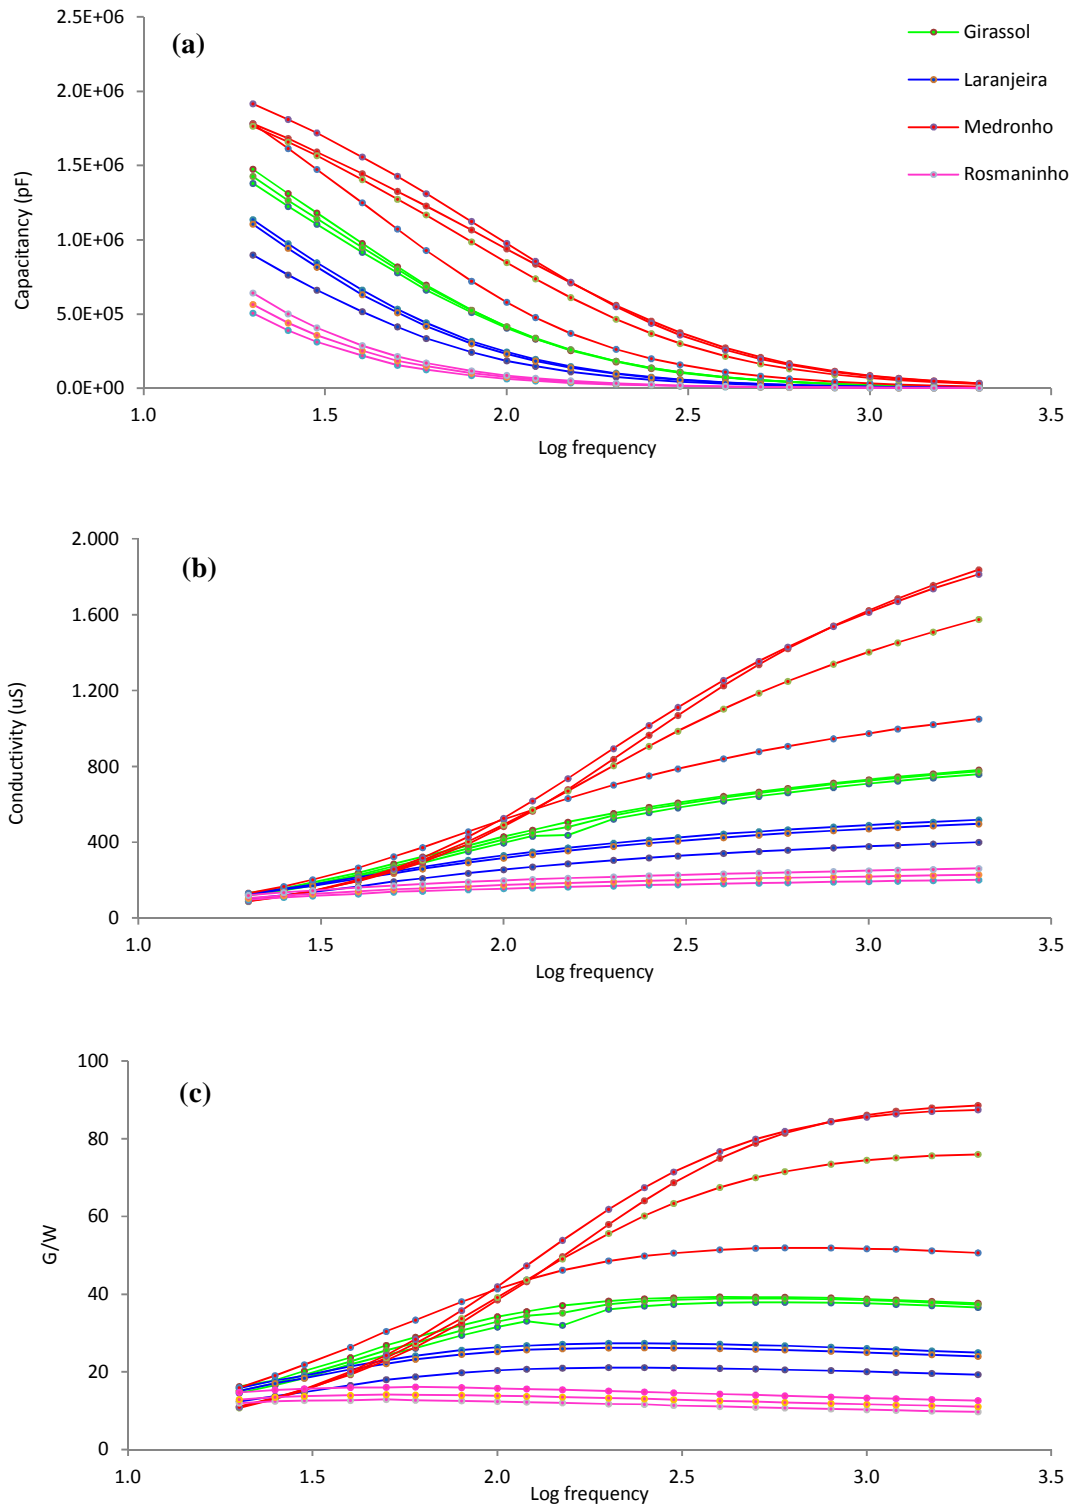 2.5E+06
(a)
Girassol
2.0E+06
Laranjeira
Medronho
1.5E+06
Rosmaninho
1.0E+06
Capacitancy (pF)
5.0E+05
0.0E+00
1.0 1.5 2.0 2.5 3.0 3.5
Log frequency
2.000
(b)
1.600
1.200
Conductivity (uS)
800
400
0
1.0 1.5 2.0 2.5 3.0 3.5
Log frequency
100
(c)
80
60
G/W
40
20
0
1.0 1.5 2.0 2.5 3.0 3.5
Log frequency